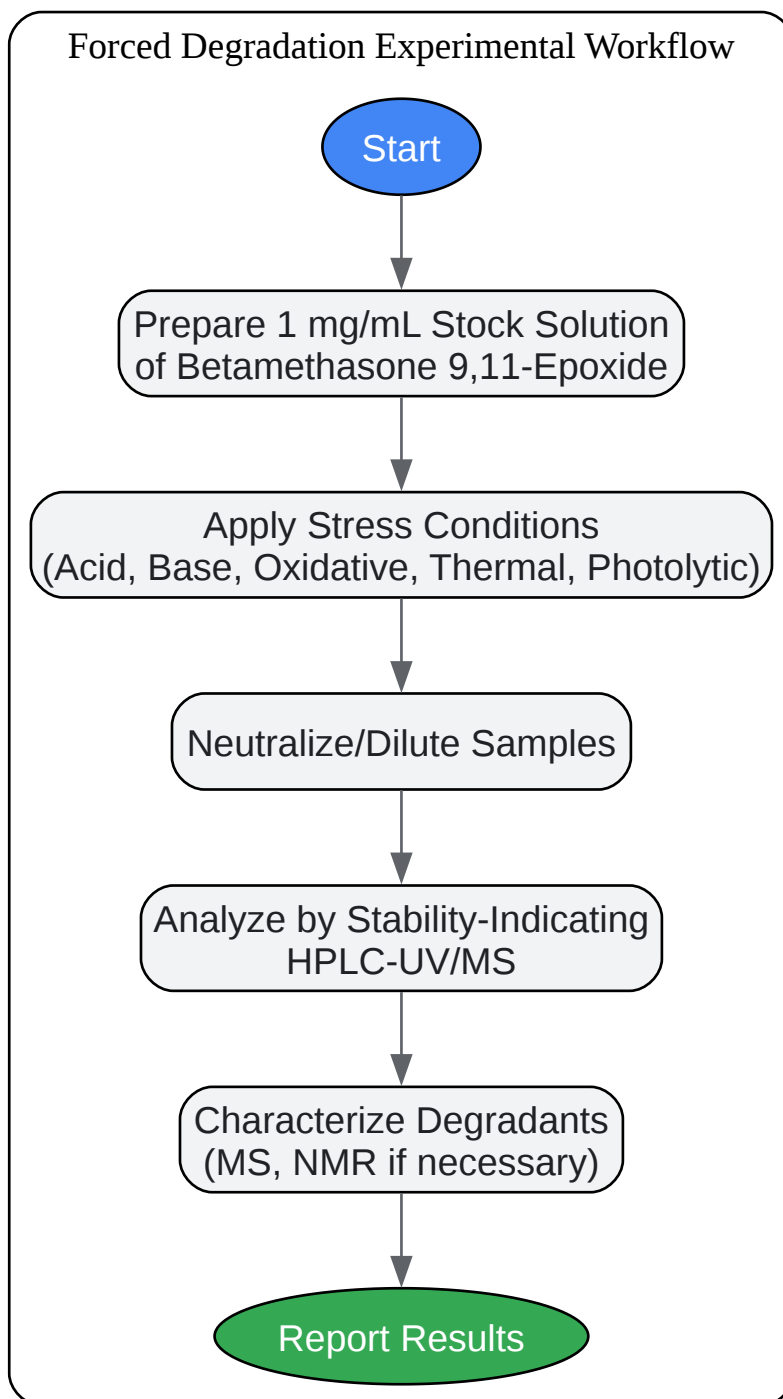 Forced Degradation Experimental Workflow
Start
Prepare 1 mg/mL Stock Solution
of Betamethasone 9,11-Epoxide
Apply Stress Conditions
(Acid, Base, Oxidative, Thermal, Photolytic)
Neutralize/Dilute Samples
Analyze by Stability-Indicating
HPLC-UV/MS
Characterize Degradants
(MS, NMR if necessary)
Report Results